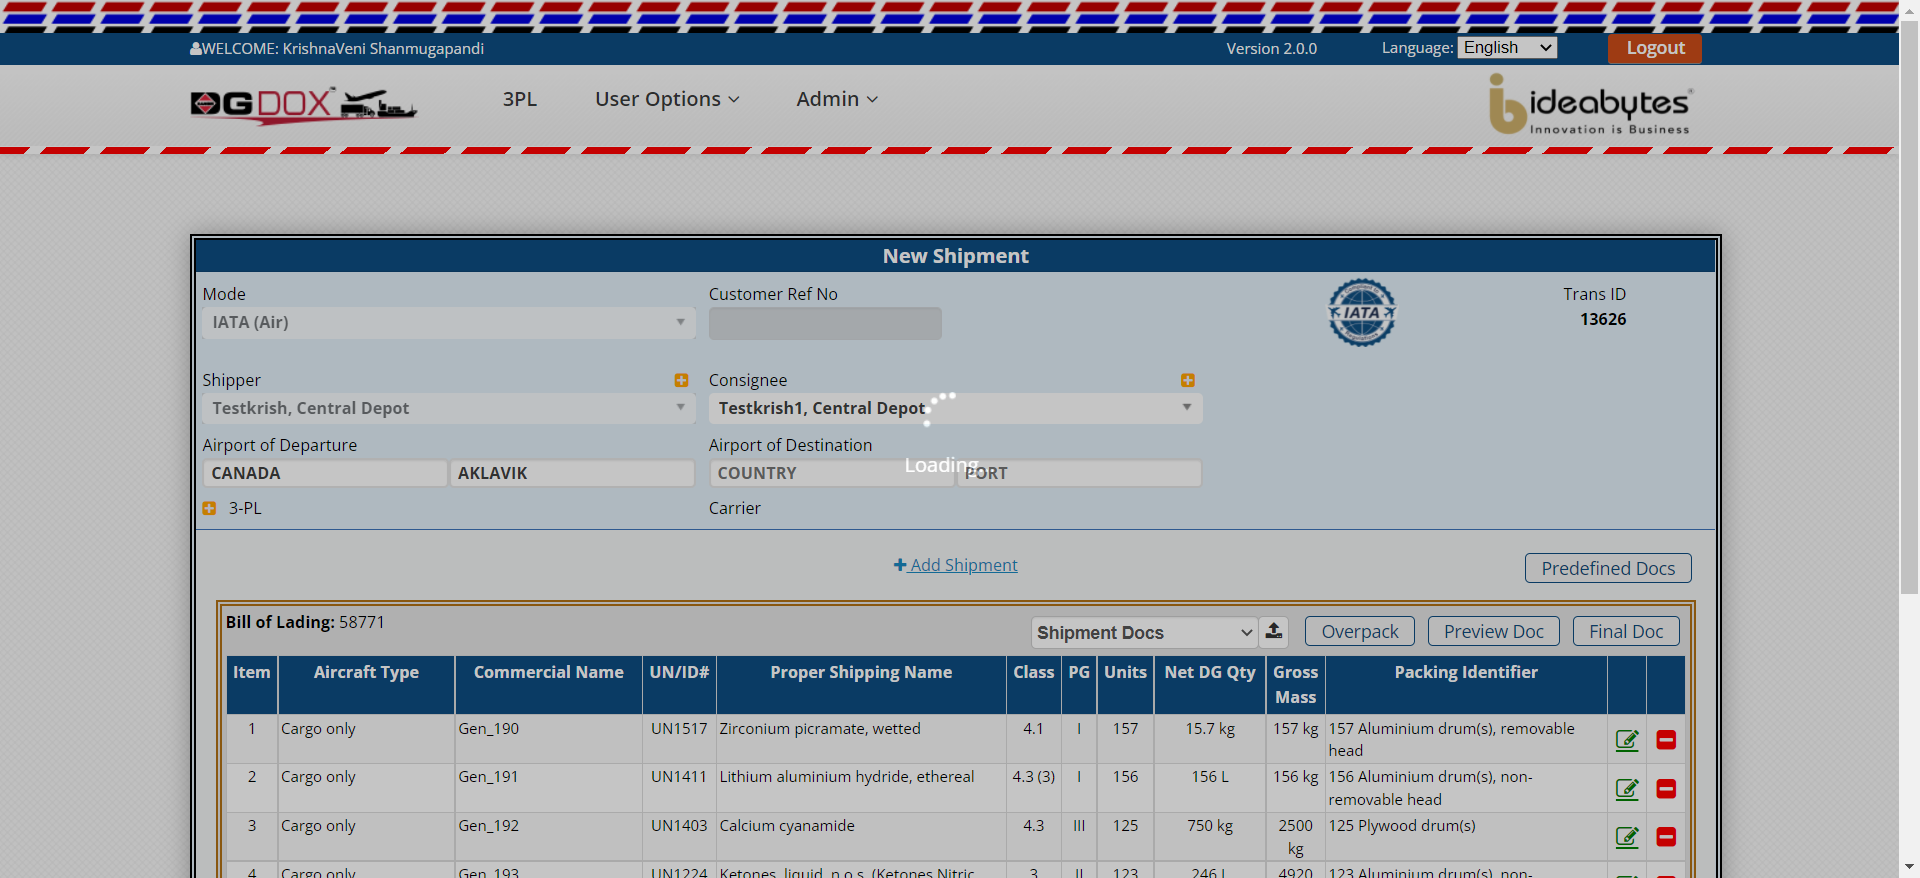 WELCOME: KrishnaVeni Shanmugapandi
Version 2.0.0
Language: English
Logout
DGDOX™
3PL
User Options
Admin
ideabytes®
Innovation is Business
New Shipment
Mode
Customer Ref No
Trans ID
IATA (Air)
IATA
13626
Shipper
Consignee
Testkrish, Central Depot
Testkrish1, Central Depot
Airport of Departure
Airport of Destination
CANADA
AKLAVIK
COUNTRY
PORT
Loading..
3-PL
Carrier
Add Shipment
Predefined Docs
Bill of Lading: 58771
Shipment Docs
Overpack
Preview Doc
Final Doc
Item Aircraft Type Commercial Name UN/ID# Proper Shipping Name Class PG Units Net DG Qty Gross Mass Packing Identifier
1 Cargo only Gen_190 UN1517 Zirconium picramate, wetted 4.1 I 157 15.7 kg 157 kg 157 Aluminium drum(s), removable
head
2 Cargo only Gen_191 UN1411 Lithium aluminium hydride, ethereal 4.3 (3) I 156 156 L 156 kg 156 Aluminium drum(s), non-
removable head
3 Cargo only Gen_192 UN1403 Calcium cyanamide 4.3 III 125 750 kg 2500 kg 125 Plywood drum(s)
4 Cargo only Gen_193 UN1224 Ketones, liquid, n.o.s. (Ketones Nitric 3 II 123 246 L 4920 123 Aluminium drum(s), non-